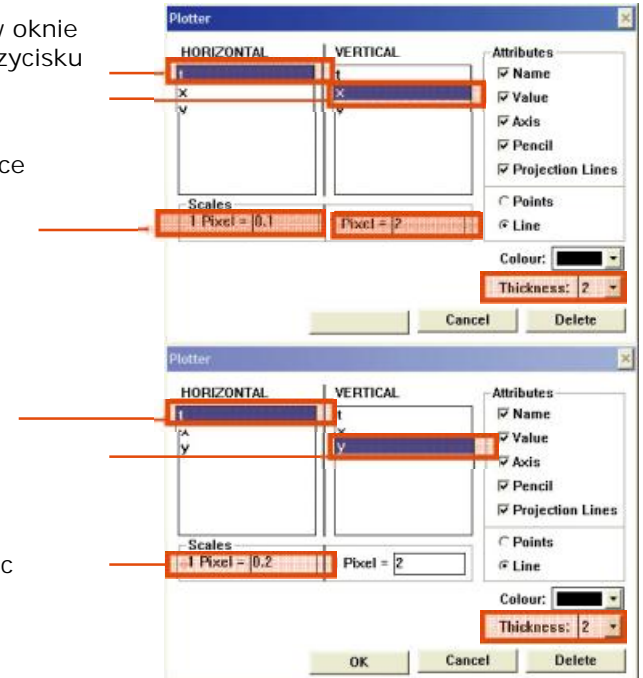 w oknie
zycisku
ce
c
Plotter
HORIZONTAL VERTICAL Attributes
t t Name
x x Value
y y Axis
Pencil
Projection Lines
Scales Points
1 Pixel = 0.1 Pixel = 2 Line
Colour:
Thickness: 2
Cancel Delete
Plotter
HORIZONTAL VERTICAL Attributes
t t Name
x x Value
y y Axis
Pencil
Projection Lines
Scales Points
1 Pixel = 0.2 Pixel = 2 Line
Colour:
Thickness: 2
OK Cancel Delete